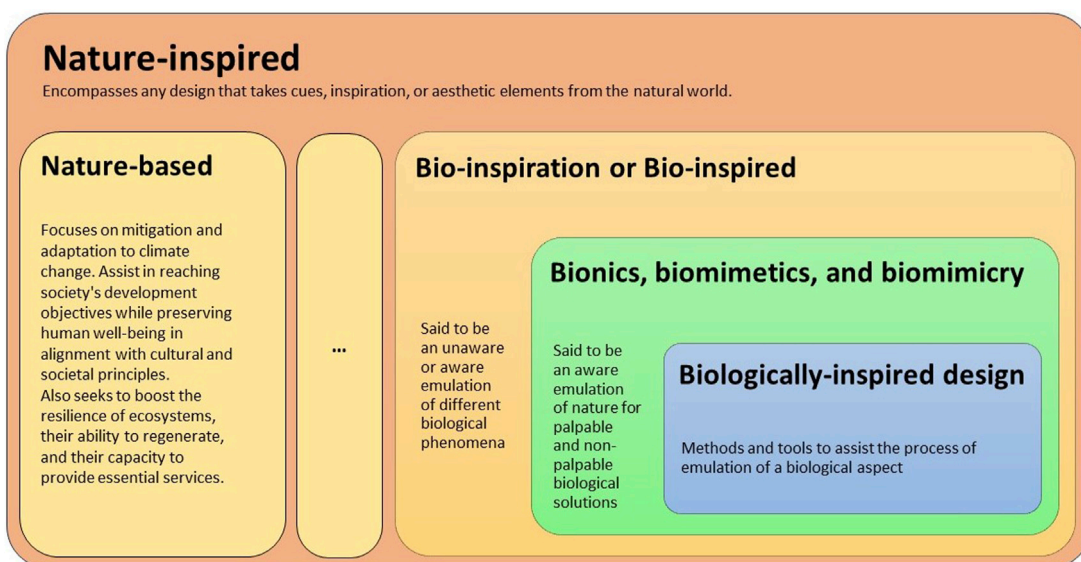 Nature-inspired
Encompasses any design that takes cues, inspiration, or aesthetic elements from the natural world.
Nature-based
Focuses on mitigation and
adaptation to climate
change. Assist in reaching
society's development
objectives while preserving
human well-being in
alignment with cultural and
societal principles.
Also seeks to boost the
resilience of ecosystems,
their ability to regenerate,
and their capacity to
provide essential services.
...
Bio-inspiration or Bio-inspired
Said to be
an unaware
or aware
emulation
of different
biological
phenomena
Bionics, biomimetics, and biomimicry
Said to be
an aware
emulation
of nature for
palpable
and non-
palpable
biological
solutions
Biologically-inspired design
Methods and tools to assist the process of
emulation of a biological aspect